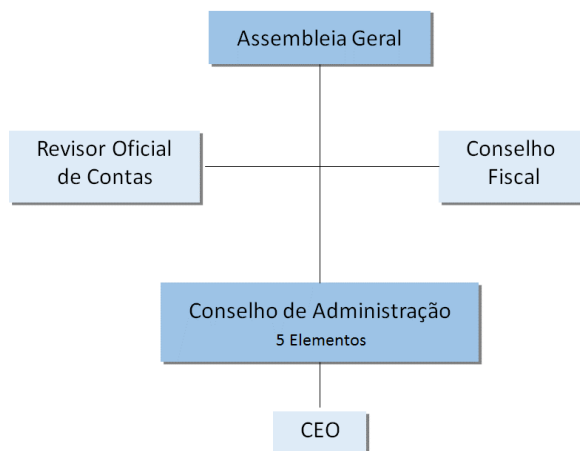 Assembleia Geral
Revisor Oficial
de Contas
Conselho
Fiscal
Conselho de Administração
5 Elementos
CEO